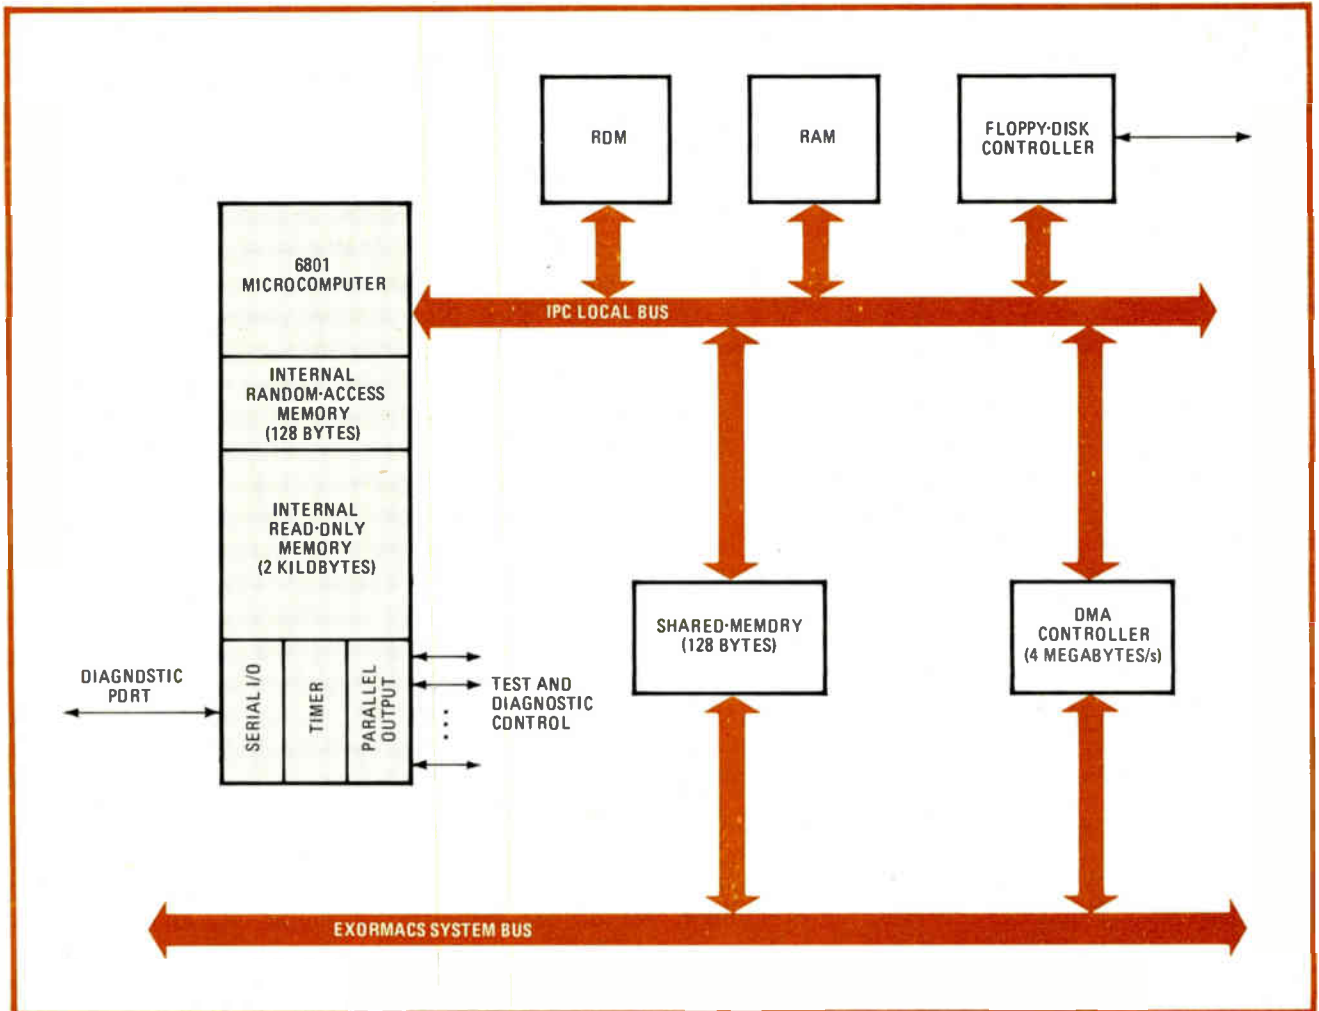 RDM
RAM
FLOPPY·DISK
CONTROLLER
6801
MICROCOMPUTER
IPC LOCAL BUS
INTERNAL
RANDOM·ACCESS
MEMORY
(128 BYTES)
INTERNAL
READ·ONLY
MEMORY
(2 KILOBYTES)
SHARED·MEMORY
(128 BYTES)
DMA
CONTROLLER
(4 MEGABYTES/s)
DIAGNOSTIC
PORT
SERIAL I/O
TIMER
PARALLEL
OUTPUT
TEST AND
DIAGNOSTIC
CONTROL
EXORMACS SYSTEM BUS